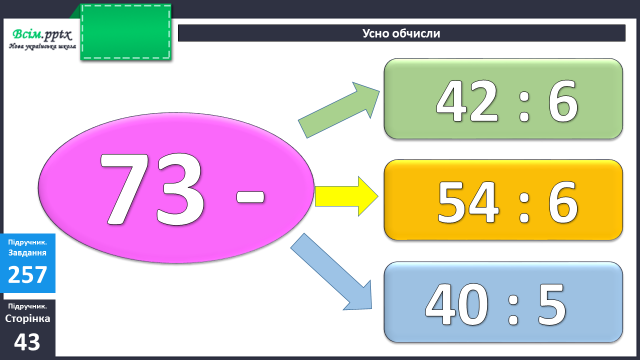 Всім.pptx
Нова українська школа
Усно обчисли
73 -
42 : 6
54 : 6
40 : 5
Підручник.
Завдання
257
Підручник.
Сторінка
43